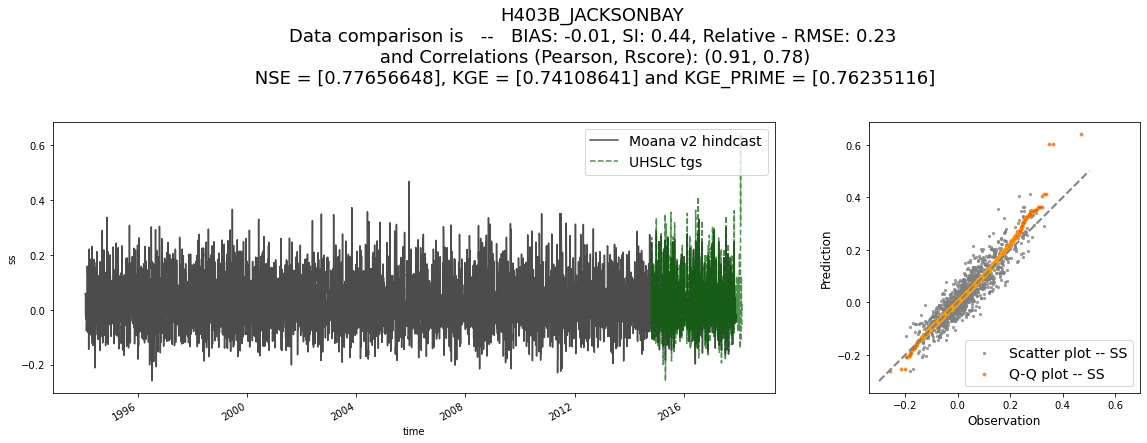 H403B_JACKSONBAY
Data comparison is -- BIAS: -0.01, SI: 0.44, Relative - RMSE: 0.23
and Correlations (Pearson, Rscore): (0.91, 0.78)
NSE = [0.77656648], KGE = [0.74108641] and KGE_PRIME = [0.76235116]
Moana v2 hindcast
UHSLC tgs
ss
0.6
0.4
0.2
0.0
−0.2
1996
2000
2004
2008
2012
2016
time
Prediction
0.6
0.4
0.2
0.0
−0.2
Scatter plot -- SS
Q-Q plot -- SS
−0.2 0.0 0.2 0.4 0.6
Observation